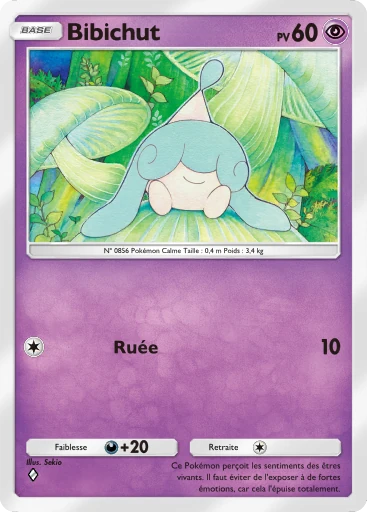 BASE Bibichut PV 60
N° 0856 Pokémon Calme Taille : 0,4 m Poids : 3,4 kg
Ruée 10
Faiblesse +20 Retraite
Illus. Sekio
Ce Pokémon perçoit les sentiments des êtres
vivants. Il faut éviter de l'exposer à de fortes
émotions, car cela l'épuise totalement.